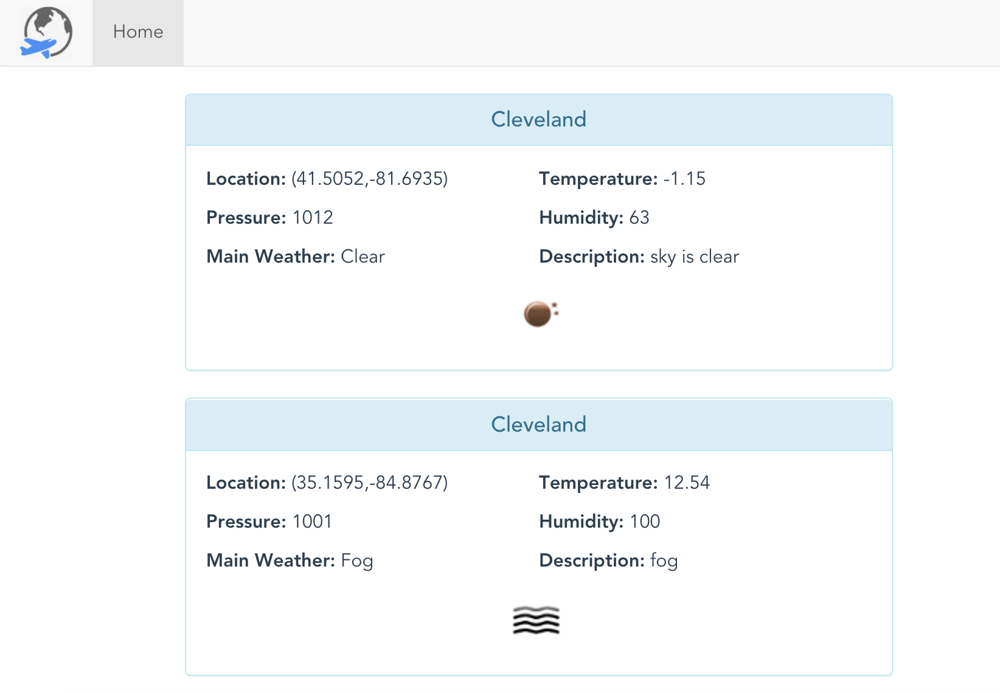 Home
Cleveland
Location: (41.5052,-81.6935) Temperature: -1.15
Pressure: 1012 Humidity: 63
Main Weather: Clear Description: sky is clear
Cleveland
Location: (35.1595,-84.8767) Temperature: 12.54
Pressure: 1001 Humidity: 100
Main Weather: Fog Description: fog